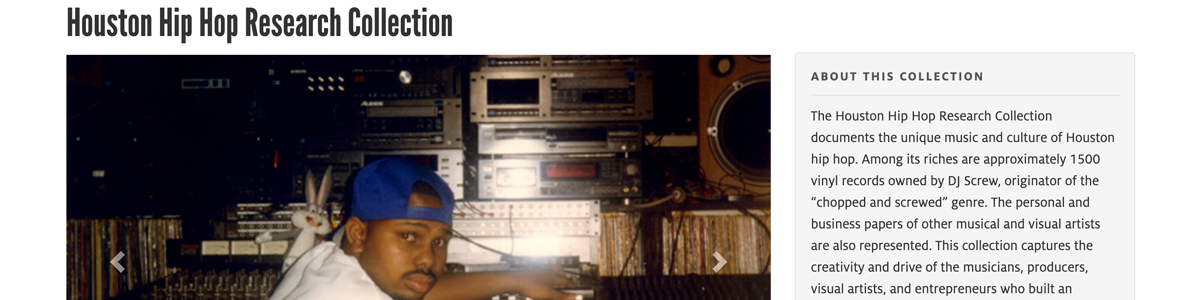 Houston Hip Hop Research Collection
ABOUT THIS COLLECTION
The Houston Hip Hop Research Collection
documents the unique music and culture of Houston
hip hop. Among its riches are approximately 1500
vinyl records owned by DJ Screw, originator of the
“chopped and screwed” genre. The personal and
business papers of other musical and visual artists
are also represented. This collection captures the
creativity and drive of the musicians, producers,
visual artists, and entrepreneurs who built an
ALESIS